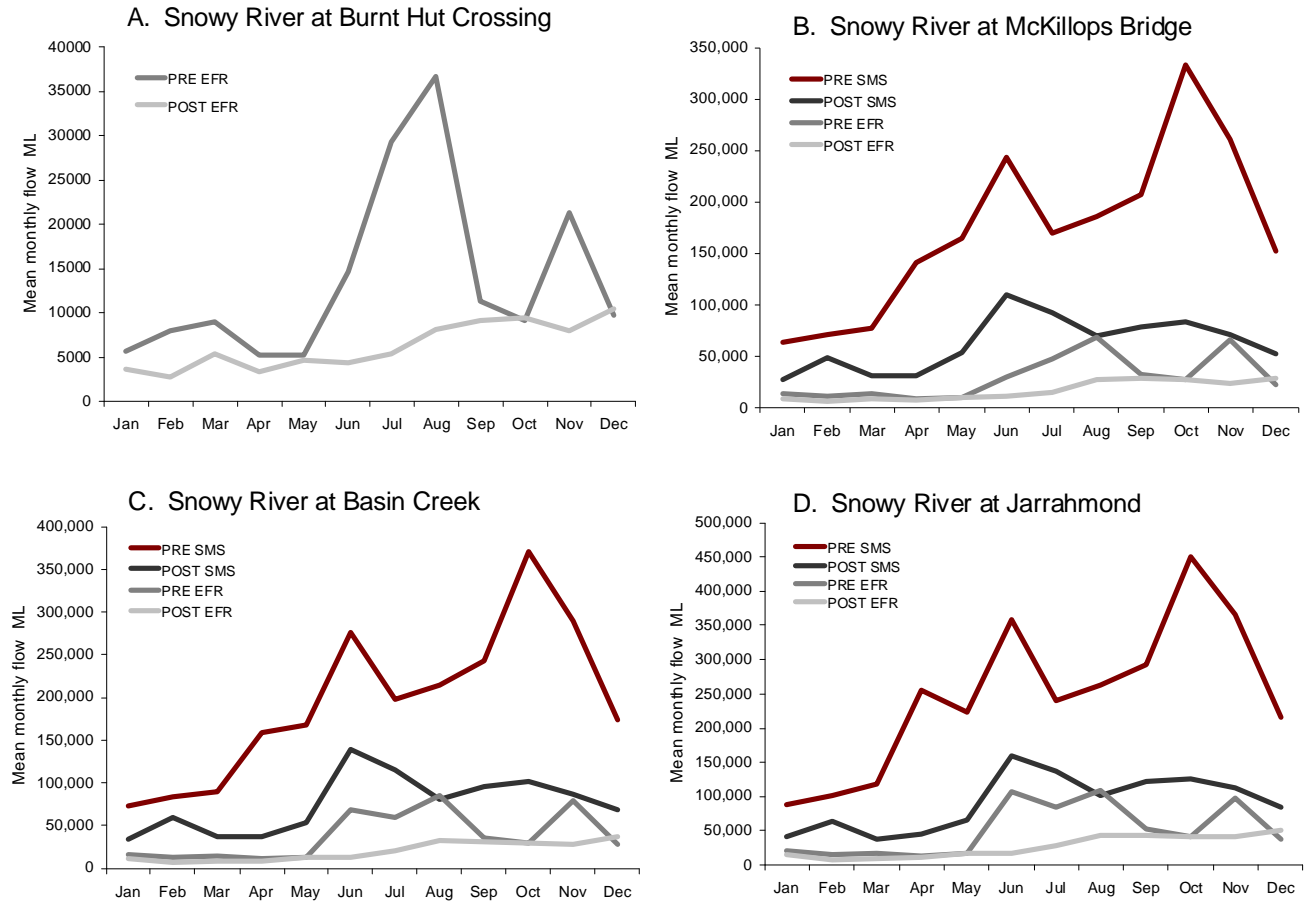 A. Snowy River at Burnt Hut Crossing
Mean monthly flow ML
40000
35000
30000
25000
20000
15000
10000
5000
0
PRE EFR
POST EFR
Jan Feb Mar Apr May Jun Jul Aug Sep Oct Nov Dec
B. Snowy River at McKillops Bridge
Mean monthly flow ML
350,000
300,000
250,000
200,000
150,000
100,000
50,000
0
PRE SMS
POST SMS
PRE EFR
POST EFR
Jan Feb Mar Apr May Jun Jul Aug Sep Oct Nov Dec
C. Snowy River at Basin Creek
Mean monthly flow ML
400,000
350,000
300,000
250,000
200,000
150,000
100,000
50,000
0
PRE SMS
POST SMS
PRE EFR
POST EFR
Jan Feb Mar Apr May Jun Jul Aug Sep Oct Nov Dec
D. Snowy River at Jarrahmond
Mean monthly flow ML
500,000
450,000
400,000
350,000
300,000
250,000
200,000
150,000
100,000
50,000
0
PRE SMS
POST SMS
PRE EFR
POST EFR
Jan Feb Mar Apr May Jun Jul Aug Sep Oct Nov Dec